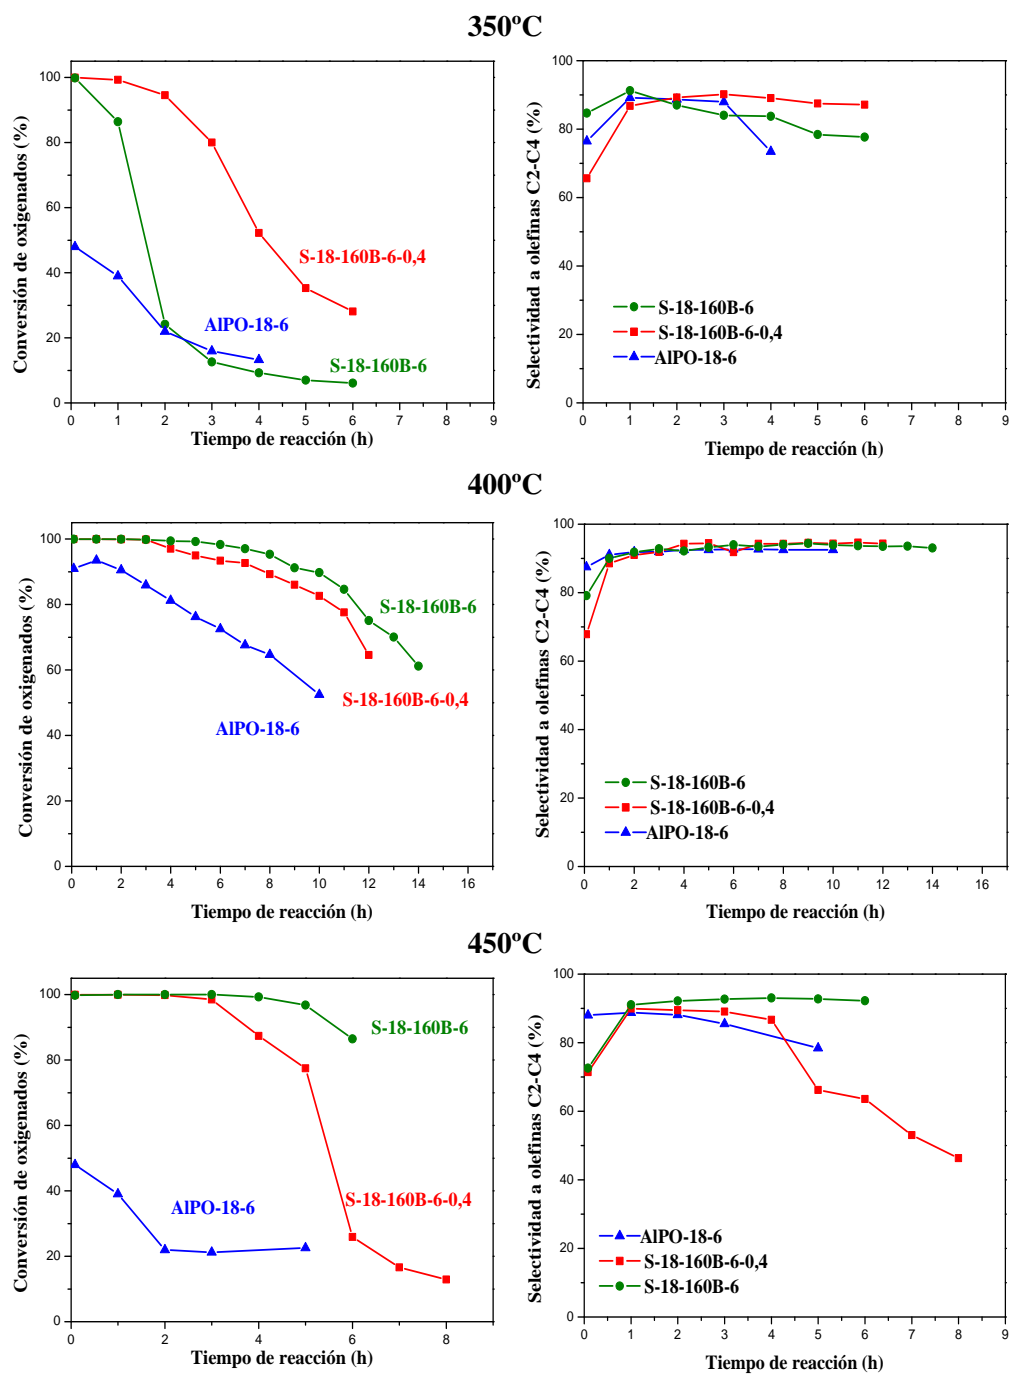 350ºC
Conversión de oxigenados (%)
100
80
60
40
20
0
S-18-160B-6-0,4
AlPO-18-6
S-18-160B-6
0 1 2 3 4 5 6 7 8 9
Tiempo de reacción (h)
Selectividad a olefinas C2-C4 (%)
100
80
60
40
20
0
S-18-160B-6
S-18-160B-6-0,4
AlPO-18-6
0 1 2 3 4 5 6 7 8 9
Tiempo de reacción (h)
400ºC
Conversión de oxigenados (%)
100
80
60
40
20
0
S-18-160B-6
S-18-160B-6-0,4
AlPO-18-6
0 2 4 6 8 10 12 14 16
Tiempo de reacción (h)
Selectividad a olefinas C2-C4 (%)
100
80
60
40
20
0
S-18-160B-6
S-18-160B-6-0,4
AlPO-18-6
0 2 4 6 8 10 12 14 16
Tiempo de reacción (h)
450ºC
Conversión de oxigenados (%)
100
80
60
40
20
0
S-18-160B-6
AlPO-18-6
S-18-160B-6-0,4
0 2 4 6 8
Tiempo de reacción (h)
Selectividad a olefinas C2-C4 (%)
100
80
60
40
20
0
AlPO-18-6
S-18-160B-6-0,4
S-18-160B-6
0 1 2 3 4 5 6 7 8 9
Tiempo de reacción (h)